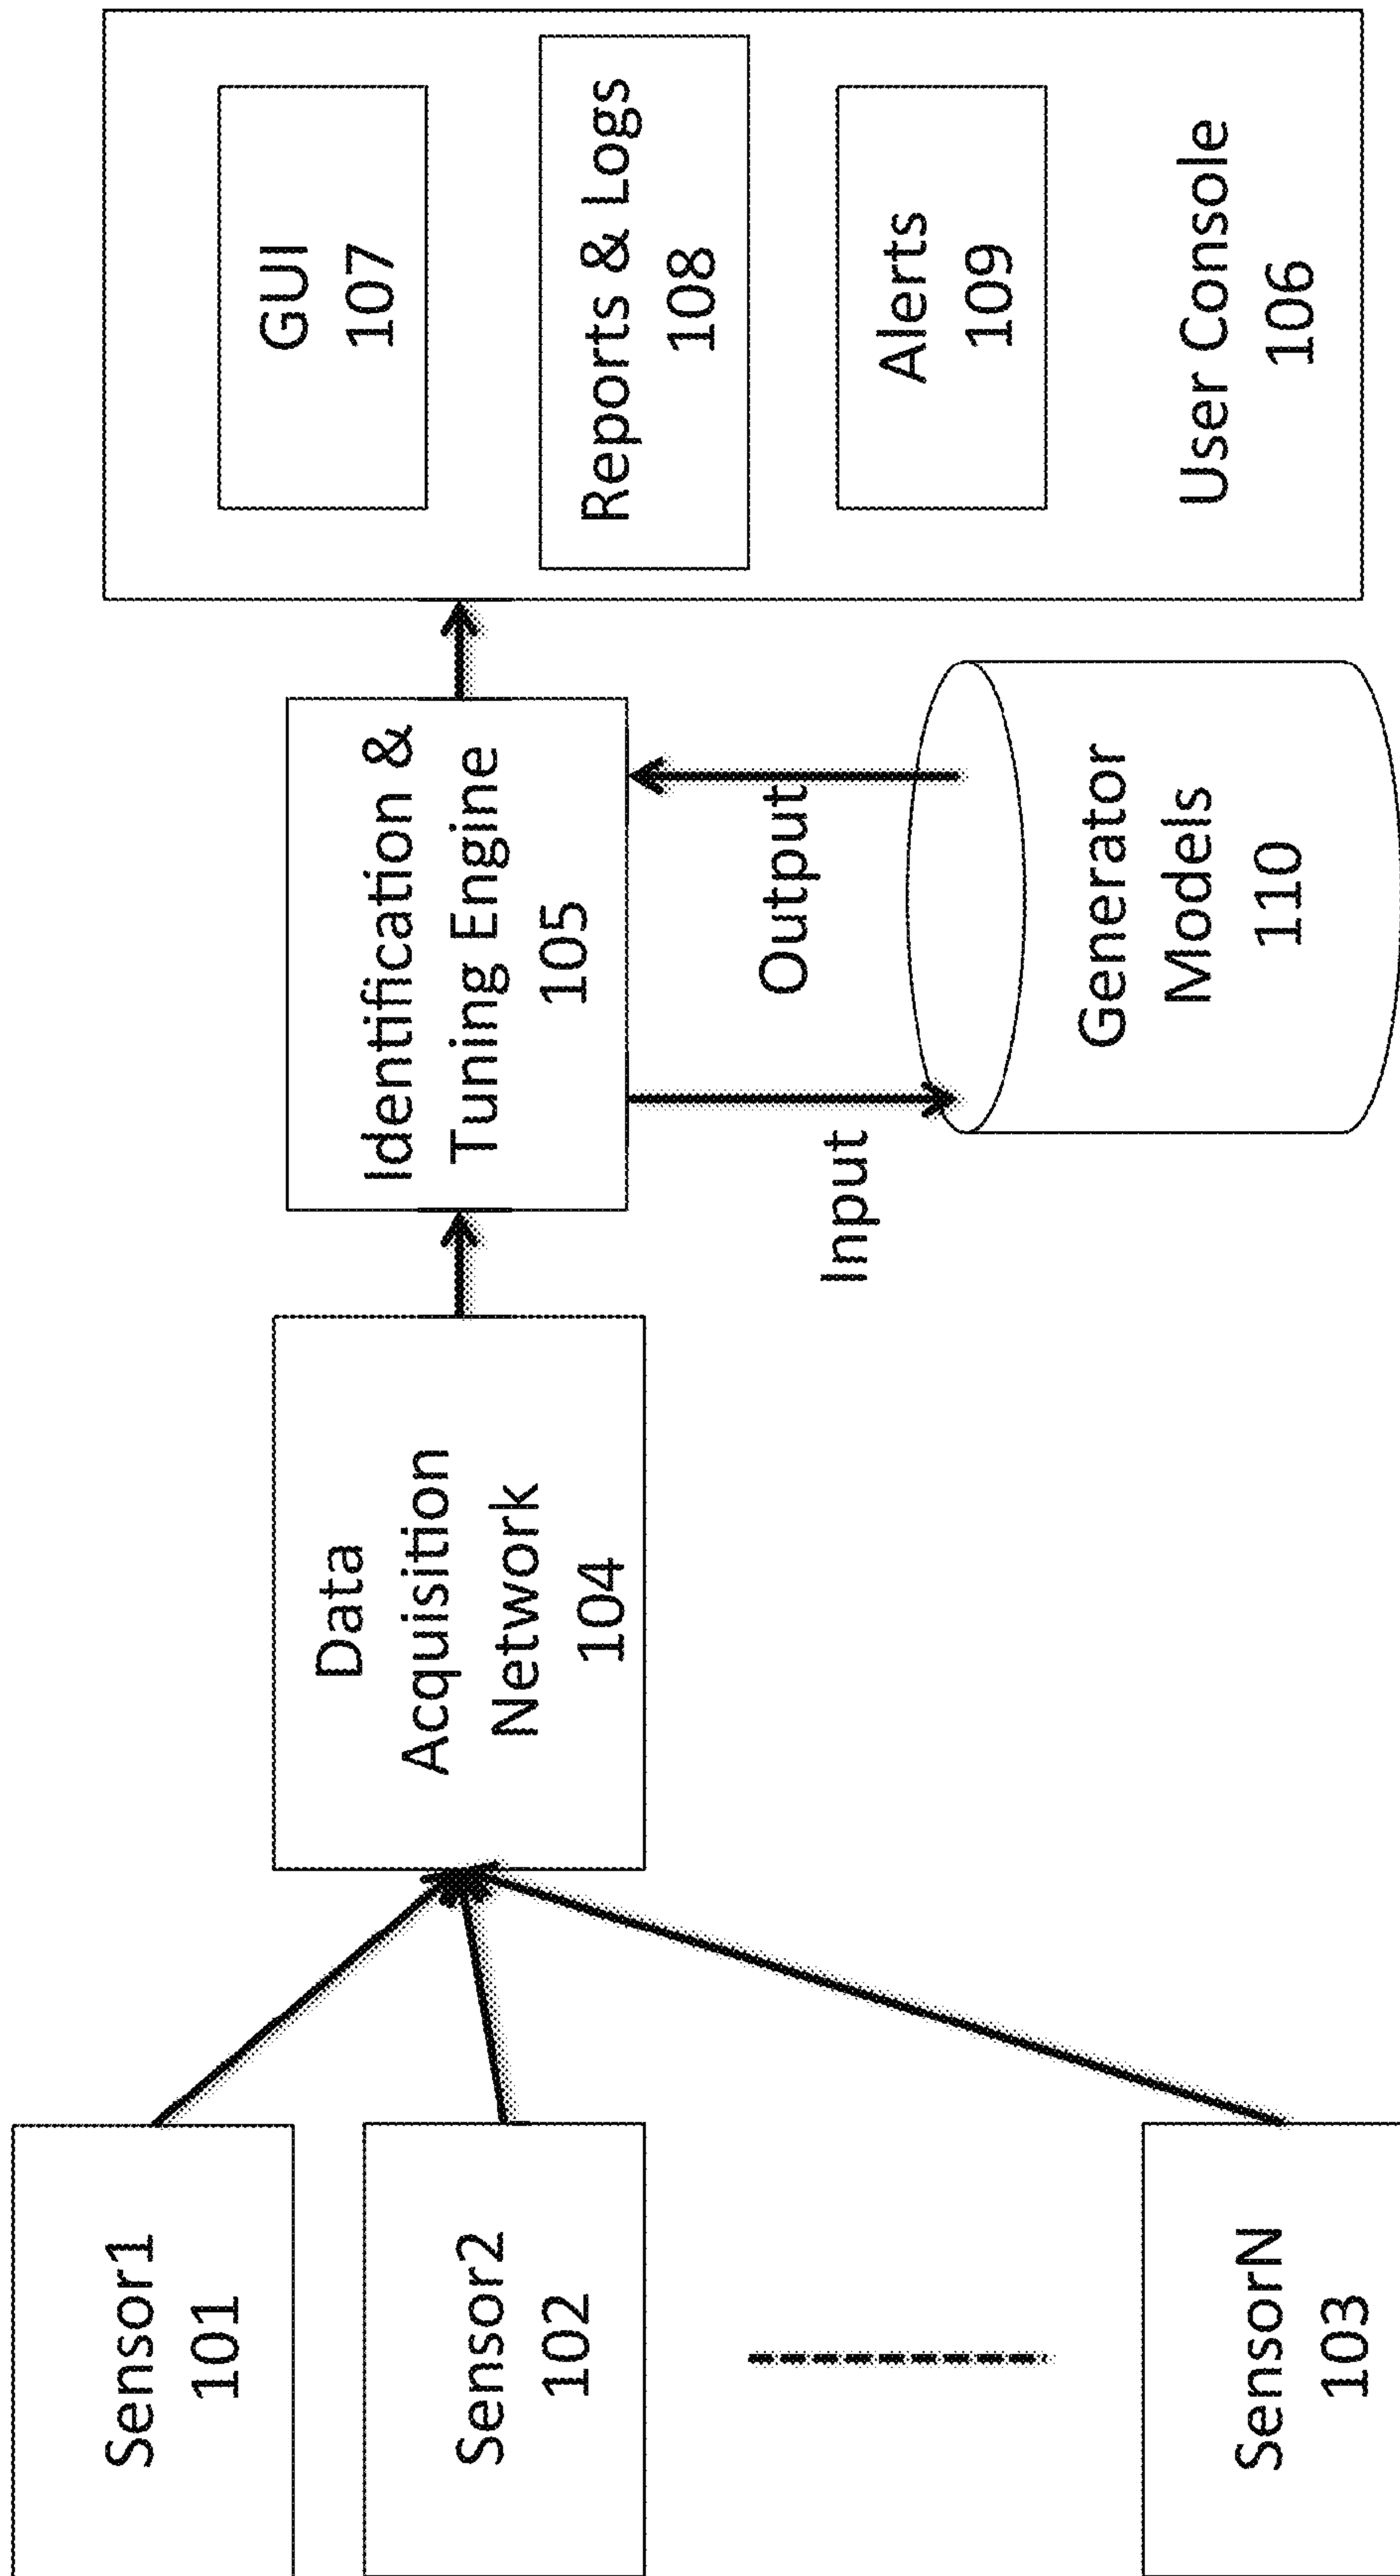 Sensor1
101
Sensor2
102
SensorN
103
Data
Acquisition
Network
104
Identification &
Tuning Engine
105
Input
Output
Generator
Models
110
GUI
107
Reports & Logs
108
Alerts
109
User Console
106